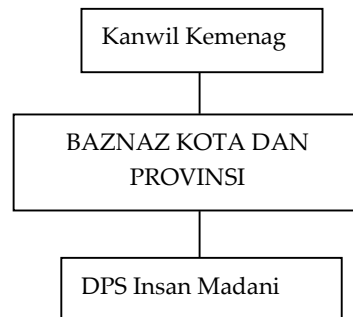 Kanwil Kemenag
BAZNAZ KOTA DAN
PROVINSI
DPS Insan Madani